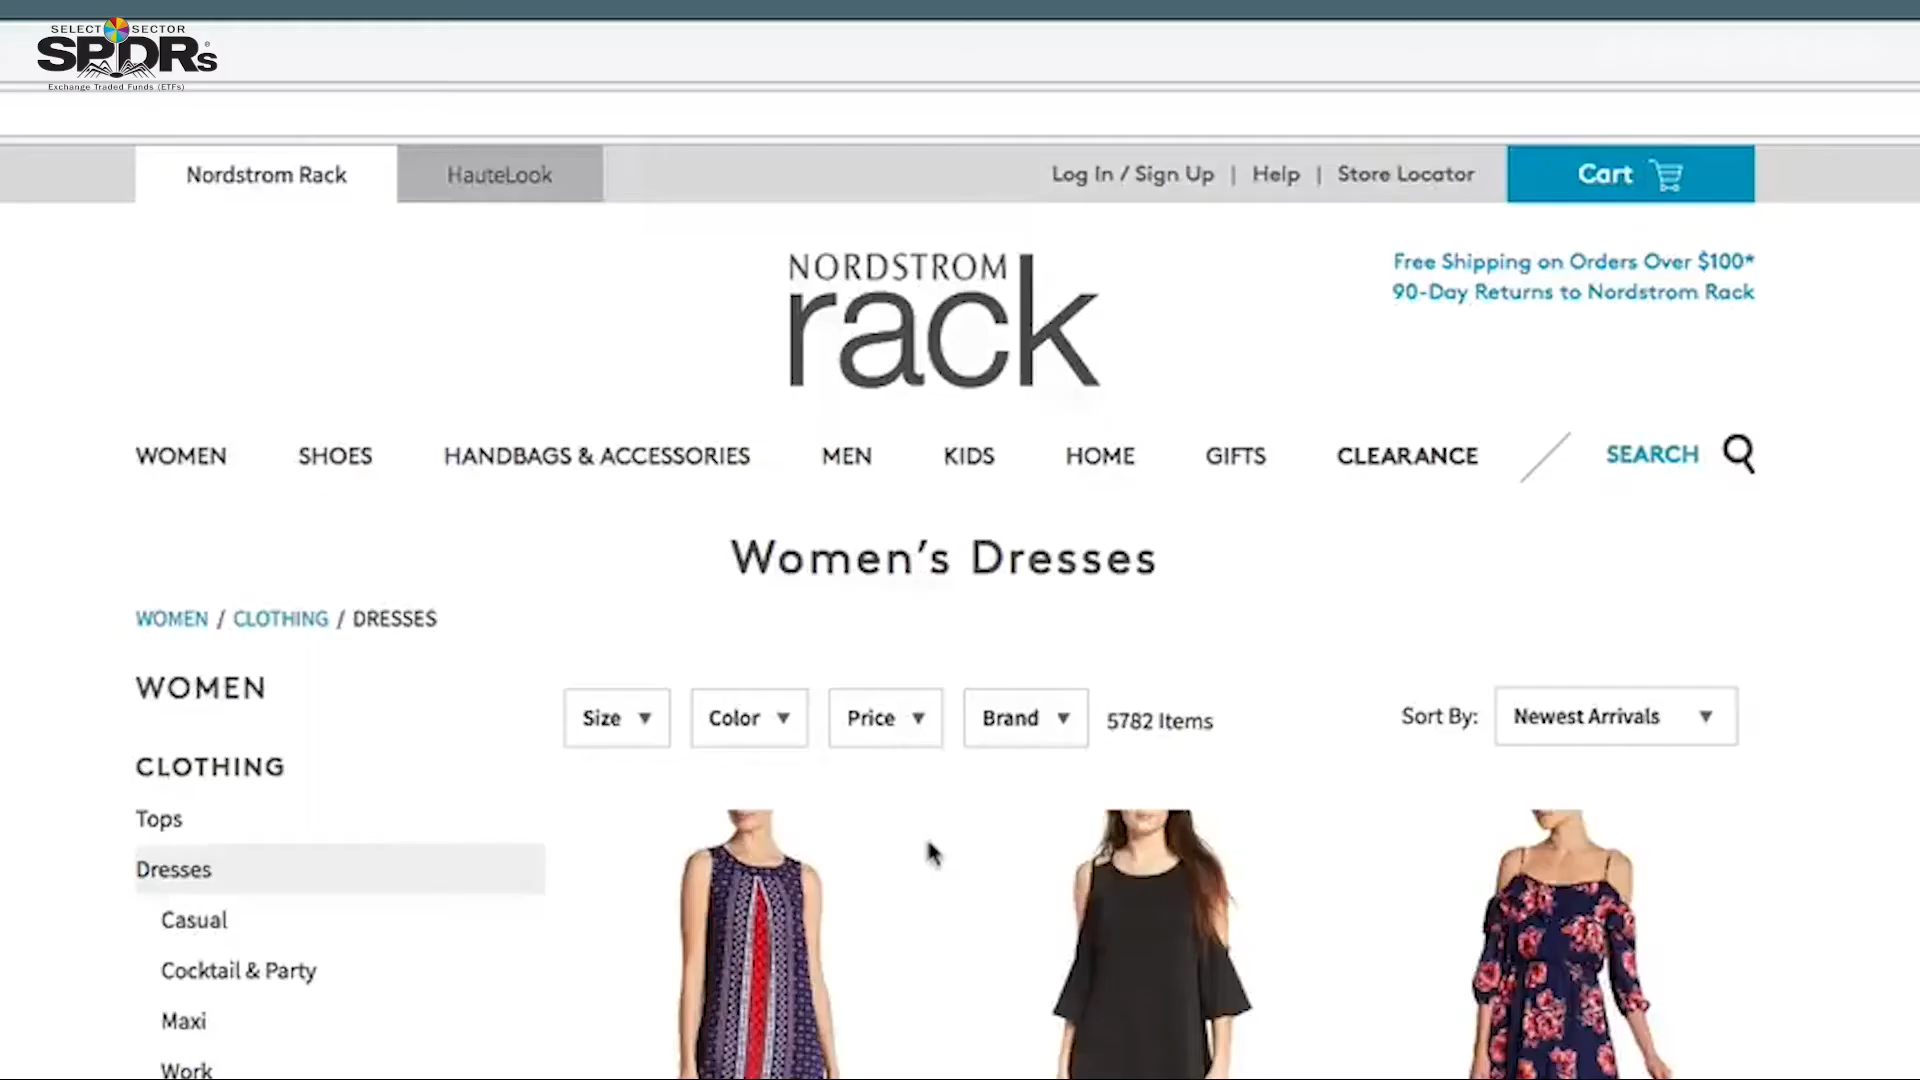 SELECT SECTOR
SPDRs
Exchange Traded Funds (ETFs)
Nordstrom Rack
HauteLook
Log In / Sign Up | Help | Store Locator
Cart
NORDSTROM
rack
Free Shipping on Orders Over $100*
90-Day Returns to Nordstrom Rack
WOMEN
SHOES
HANDBAGS & ACCESSORIES
MEN
KIDS
HOME
GIFTS
CLEARANCE
SEARCH
Women's Dresses
WOMEN / CLOTHING / DRESSES
WOMEN
Size
Color
Price
Brand
5782 Items
Sort By:
Newest Arrivals
CLOTHING
Tops
Dresses
Casual
Cocktail & Party
Maxi
Work